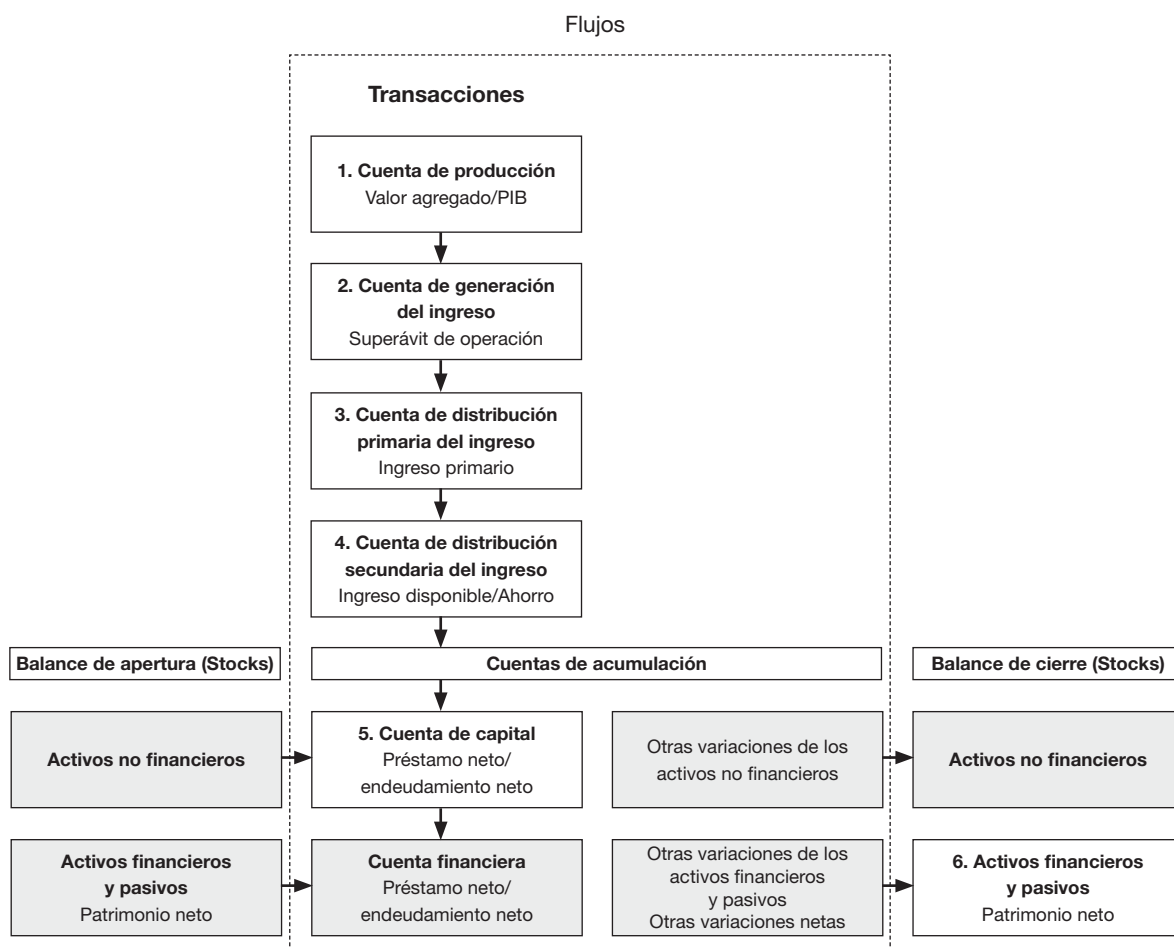 Flujos
Transacciones
1. Cuenta de producción
Valor agregado/PIB
2. Cuenta de generación
del ingreso
Superávit de operación
3. Cuenta de distribución
primaria del ingreso
Ingreso primario
4. Cuenta de distribución
secundaria del ingreso
Ingreso disponible/Ahorro
Balance de apertura (Stocks)
Cuentas de acumulación
Balance de cierre (Stocks)
Activos no financieros
5. Cuenta de capital
Préstamo neto/
endeudamiento neto
Otras variaciones de los
activos no financieros
Activos no financieros
Activos financieros
y pasivos
Patrimonio neto
Cuenta financiera
Préstamo neto/
endeudamiento neto
Otras variaciones de los
activos financieros
y pasivos
Otras variaciones netas
6. Activos financieros
y pasivos
Patrimonio neto